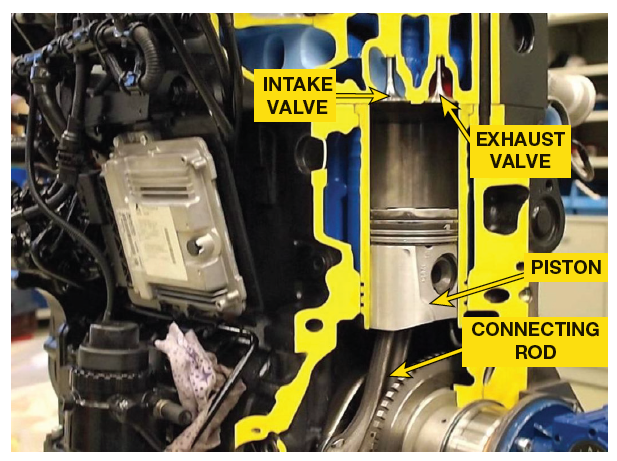 INTAKE
VALVE
EXHAUST
VALVE
PISTON
CONNECTING
ROD